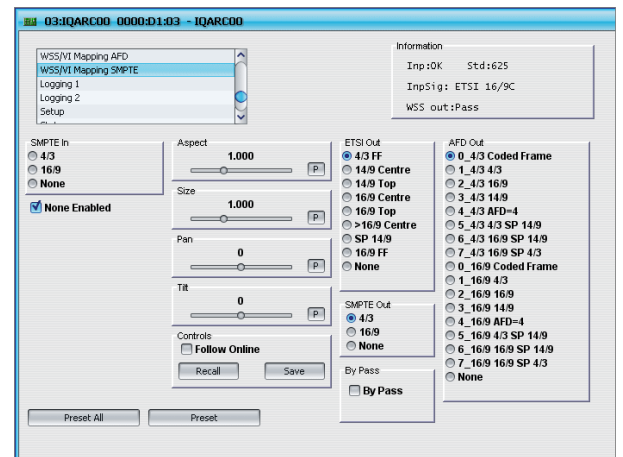 03:IQARC00 0000:D1:03 - IQARC00
WSS/VI Mapping AFD
WSS/VI Mapping SMPTE
Logging 1
Logging 2
Setup
Information
Inp:OK Std:625
InpSig: ETSI 16/9C
WSS out:Pass
SMPTE In
4/3
16/9
None
None Enabled
Aspect
1.000
P
Size
1.000
P
Pan
0
P
Tilt
0
P
Controls
Follow Online
Recall
Save
ETSI Out
4/3 FF
14/9 Centre
14/9 Top
16/9 Centre
16/9 Top
>16/9 Centre
SP 14/9
16/9 FF
None
SMPTE Out
4/3
16/9
None
By Pass
By Pass
AFD Out
0_4/3 Coded Frame
1_4/3 4/3
2_4/3 16/9
3_4/3 14/9
4_4/3 AFD=4
5_4/3 4/3 SP 14/9
6_4/3 16/9 SP 14/9
7_4/3 16/9 SP 4/3
0_16/9 Coded Frame
1_16/9 4/3
2_16/9 16/9
3_16/9 14/9
4_16/9 AFD=4
5_16/9 4/3 SP 14/9
6_16/9 16/9 SP 14/9
7_16/9 16/9 SP 4/3
None
Preset All
Preset